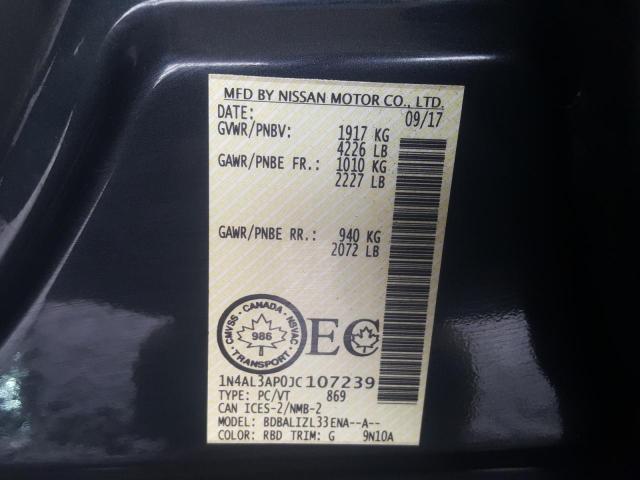 MFD BY NISSAN MOTOR CO., LTD.
DATE: 09/17
GVWR/PNBV: 1917 KG
4226 LB
GAWR/PNBE FR.: 1010 KG
2227 LB
GAWR/PNBE RR.: 940 KG
2072 LB
CANADA
CMVSS NSVAC
986
EC
1N4AL3AP0JC107239
TYPE: PC/VT 869
CAN ICES-2/NMB-2
MODEL: BDBALIZL33ENA--A--
COLOR: RBD TRIM: G 9N10A